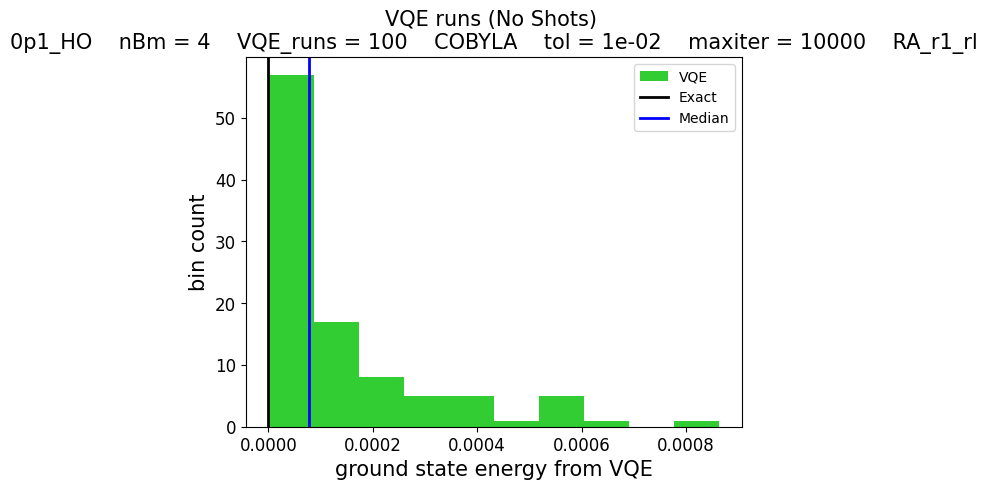 VQE runs (No Shots)
0p1_HO nBm = 4 VQE_runs = 100 COBYLA tol = 1e-02 maxiter = 10000 RA_r1_rl
VQE
Exact
Median
bin count
50
40
30
20
10
0
0.0000 0.0002 0.0004 0.0006 0.0008
ground state energy from VQE